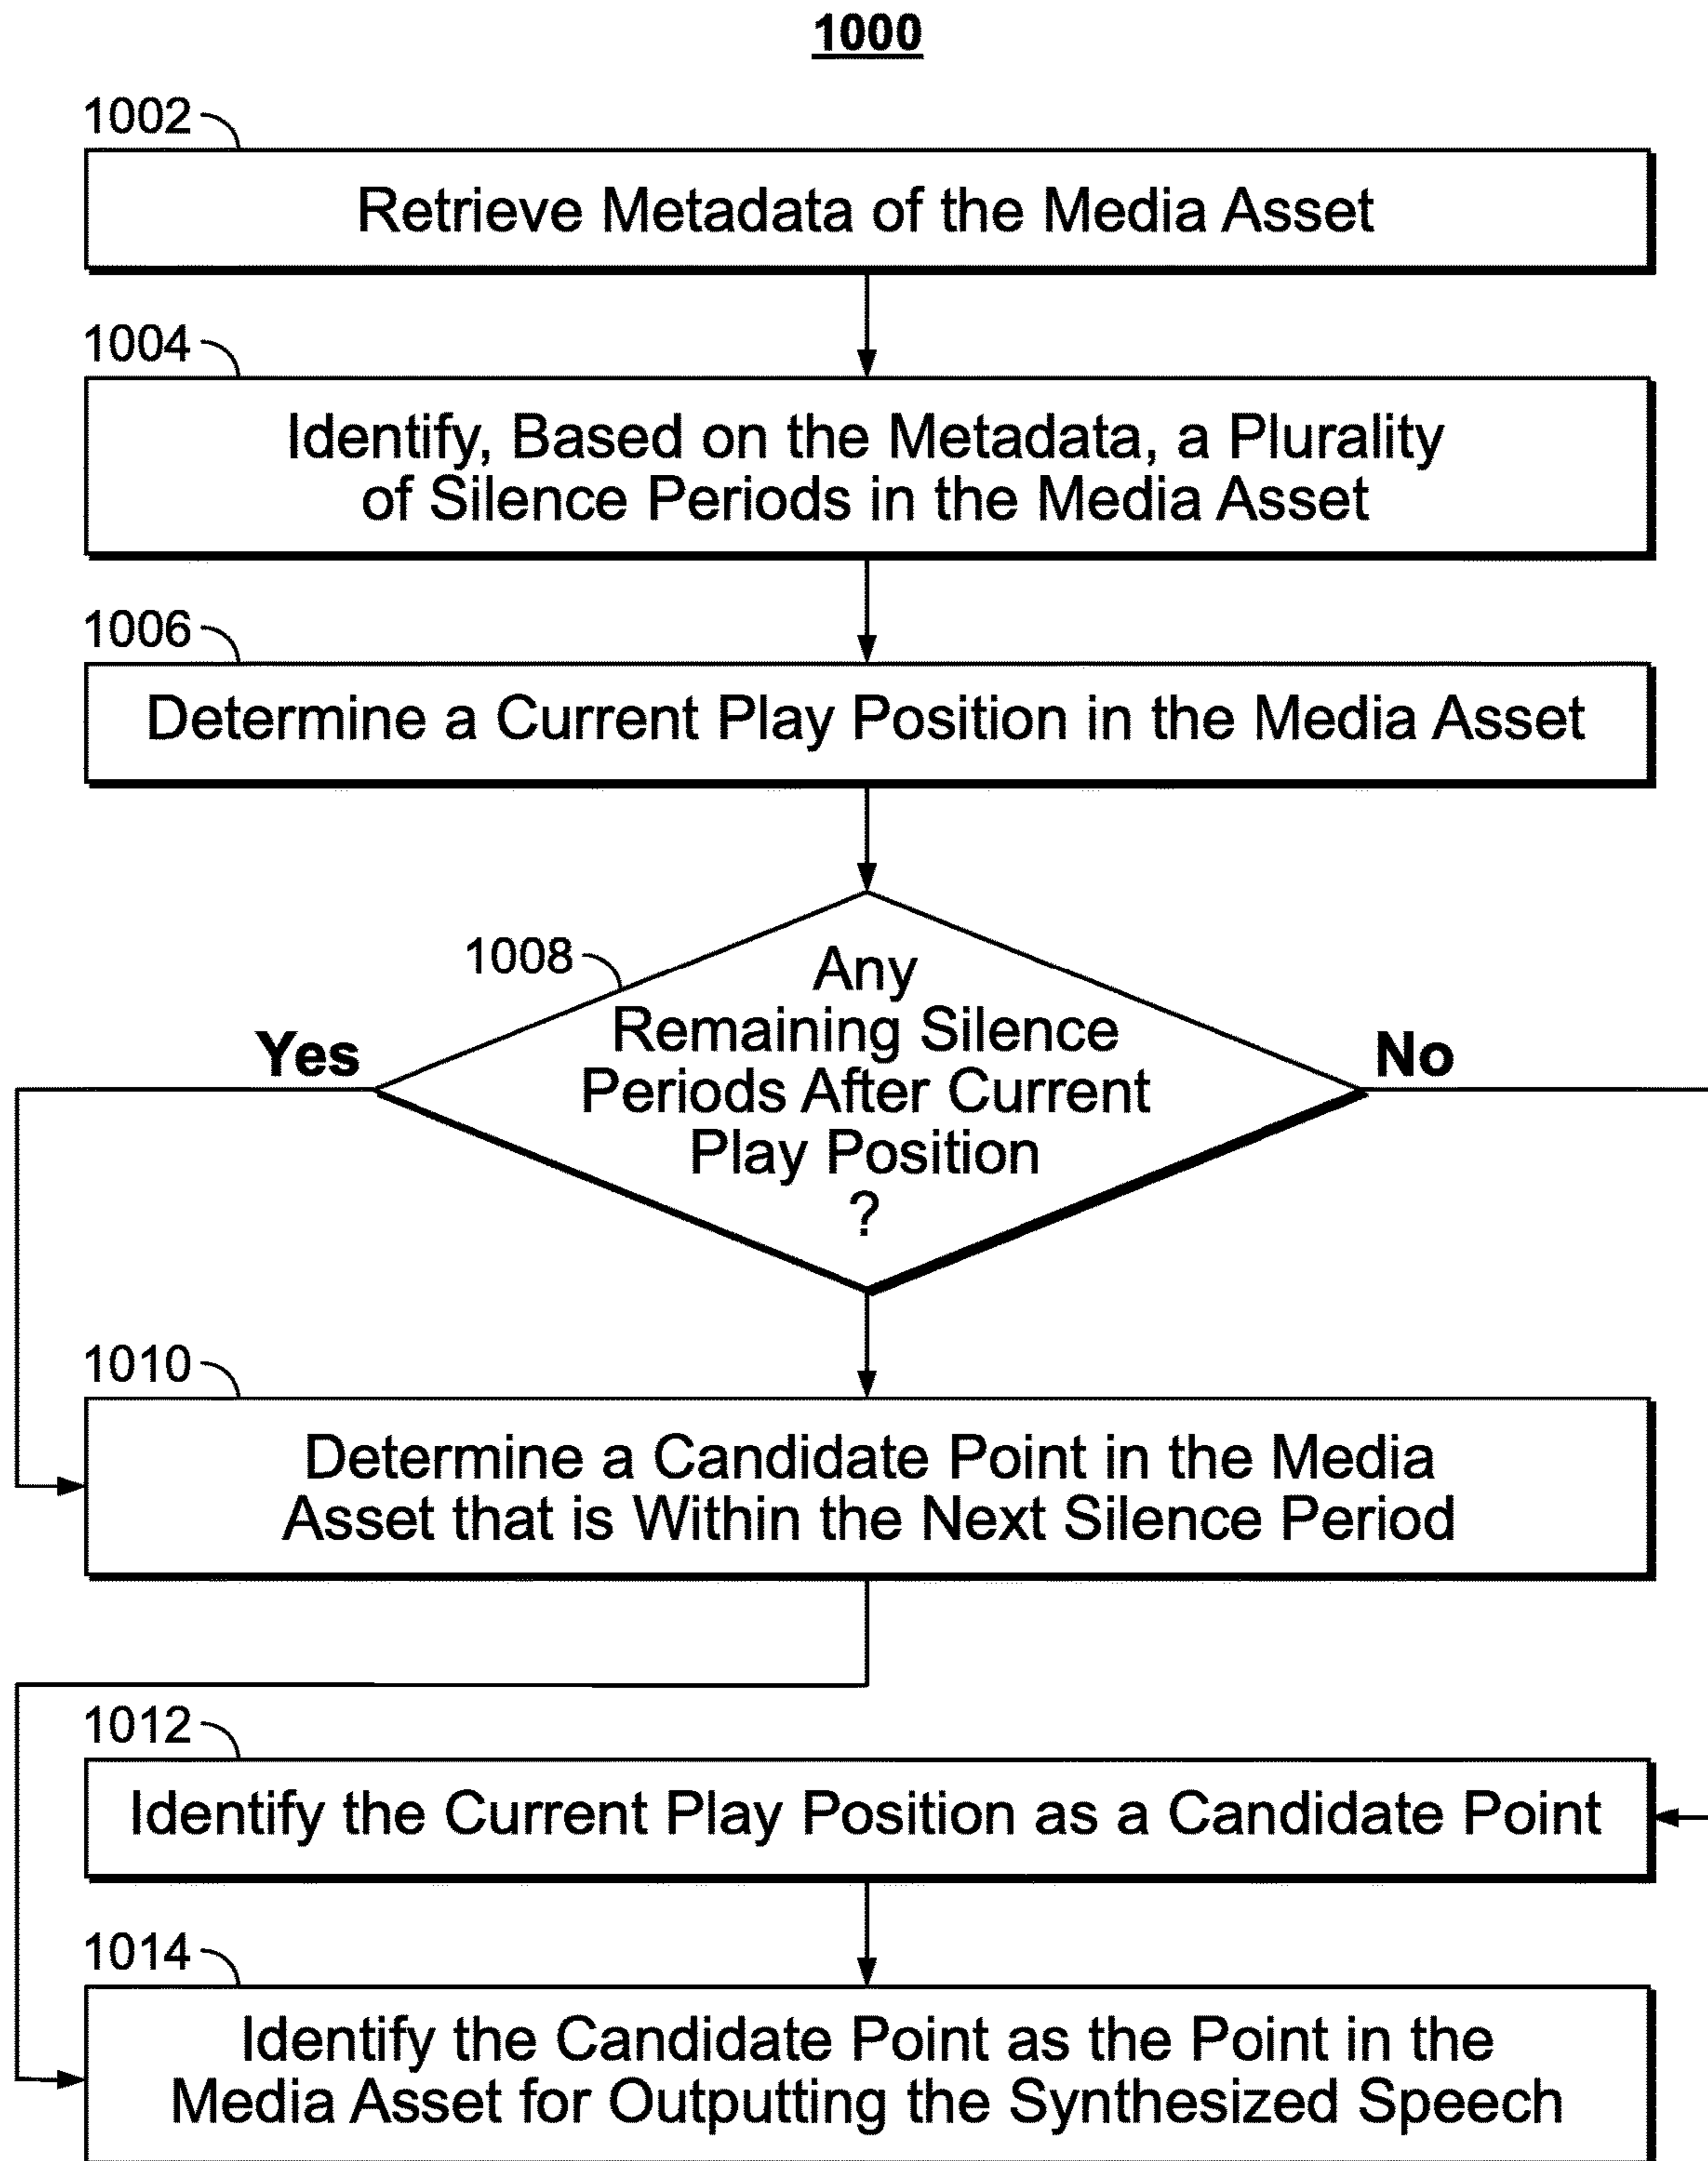 1000
1002
Retrieve Metadata of the Media Asset
1004
Identify, Based on the Metadata, a Plurality
of Silence Periods in the Media Asset
1006
Determine a Current Play Position in the Media Asset
1008
Any
Remaining Silence
Periods After Current
Play Position
?
Yes
No
1010
Determine a Candidate Point in the Media
Asset that is Within the Next Silence Period
1012
Identify the Current Play Position as a Candidate Point
1014
Identify the Candidate Point as the Point in the
Media Asset for Outputting the Synthesized Speech